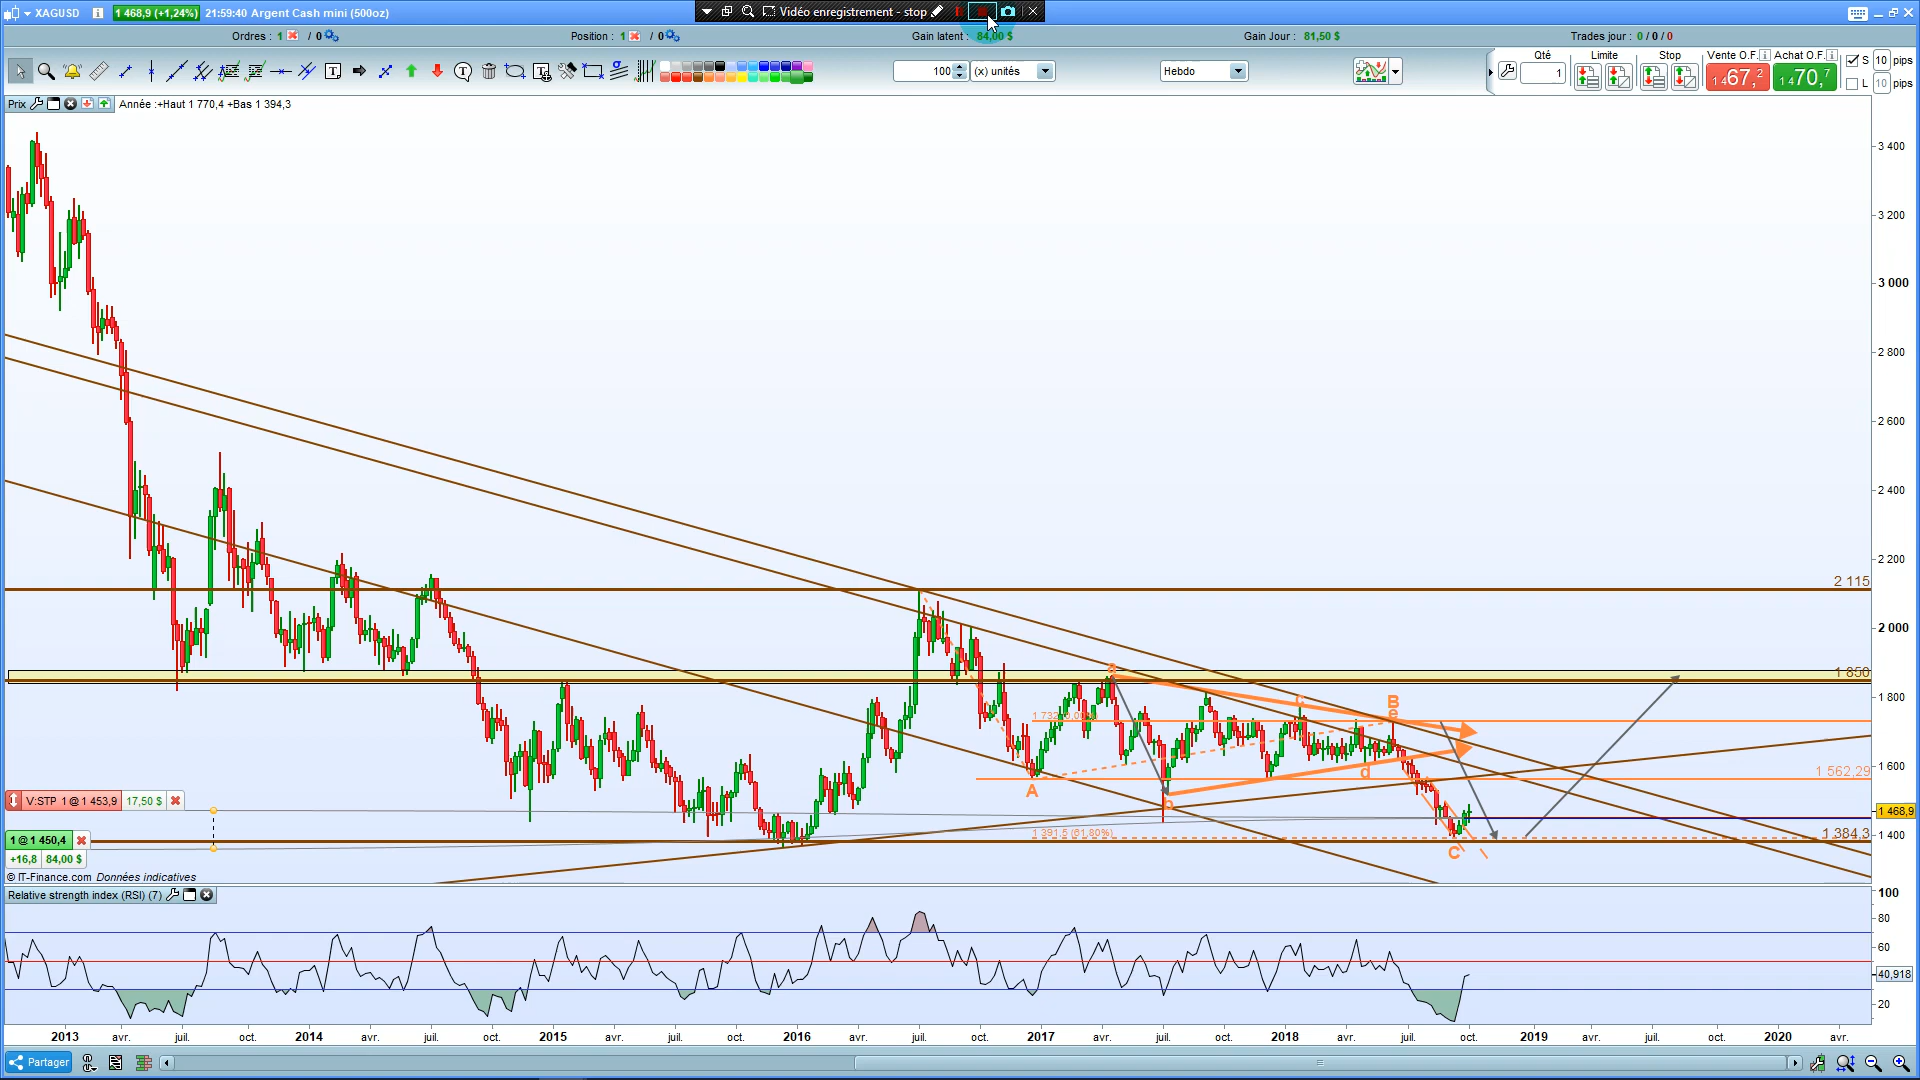 XAGUSD 1 468,9 (+1,24%) 21:59:40 Argent Cash mini (500oz)
Vidéo enregistrement - stop
Ordres : 1 / 0
Position : 1 / 0
Gain latent : 84,00 $
Gain Jour : 81,50 $
Trades jour : 0 / 0 / 0
100 (x) unités
Hebdo
Qté
1
Limite
Stop
Vente O.F.
1 467,2
Achat O.F.
1 470,7
S 10 pips
L 10 pips
Prix Année :+Haut 1 770,4 +Bas 1 394,3
3 400
3 200
3 000
2 800
2 600
2 400
2 200
2 115
2 000
1 850
1 800
a
c
B
e
1 600
1 562,29
d
A
b
V:STP 1 @ 1 453,9 17,50 $
1 468,9
1 @ 1 450,4
1 391,5 (61,80%)
1 384,3
1 400
C
+16,8 84,00 $
© IT-Finance.com Données indicatives
Relative strength index (RSI) (7)
100
80
60
40,918
20
2013 avr. juil. oct. 2014 avr. juil. oct. 2015 avr. juil. oct. 2016 avr. juil. oct. 2017 avr. juil. oct. 2018 avr. juil. oct. 2019 avr. juil. oct. 2020 avr.
Partager